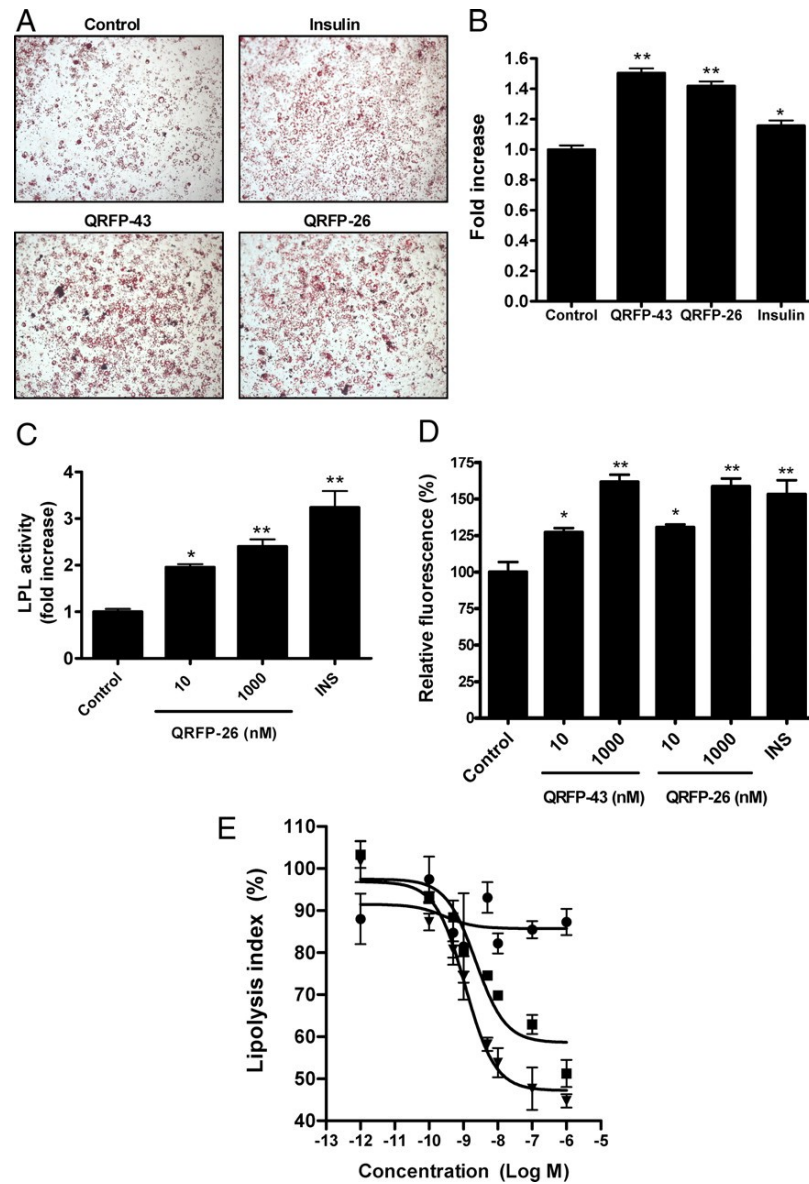 A
Control
Insulin
QRFP-43
QRFP-26
B
Fold increase
1.6
1.4
1.2
1.0
0.8
0.6
0.4
0.2
0.0
**
**
*
Control
QRFP-43
QRFP-26
Insulin
C
LPL activity
(fold increase)
4
3
2
1
0
*
**
**
Control
10
1000
INS
QRFP-26 (nM)
D
Relative fluorescence (%)
175
150
125
100
75
50
25
0
*
**
*
**
**
Control
10
1000
10
1000
INS
QRFP-43 (nM)
QRFP-26 (nM)
E
Lipolysis index (%)
110
100
90
80
70
60
50
40
-13 -12 -11 -10 -9 -8 -7 -6 -5
Concentration (Log M)